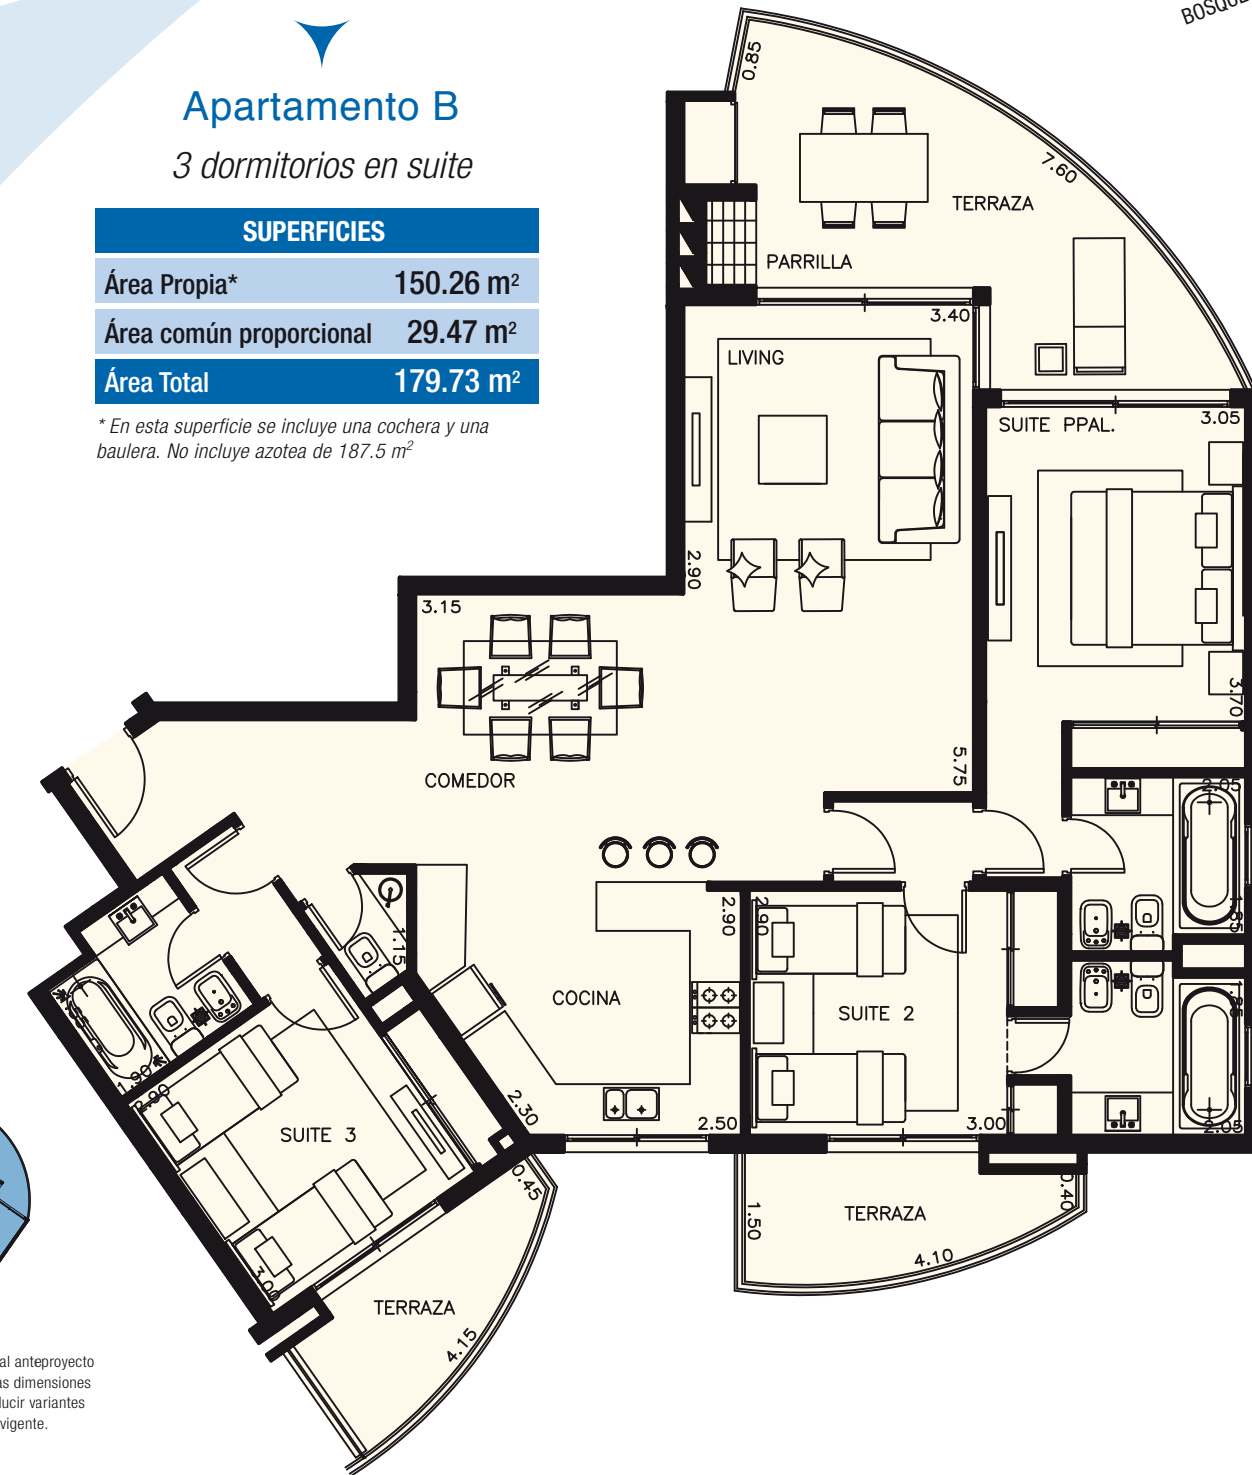 BOSQUE
Apartamento B
3 dormitorios en suite
SUPERFICIES
Área Propia* 150.26 m²
Área común proporcional 29.47 m²
Área Total 179.73 m²
* En esta superficie se incluye una cochera y una
baulera. No incluye azotea de 187.5 m²
0.85
7.60
TERRAZA
PARRILLA
3.40
LIVING
3.05
SUITE PPAL.
2.90
3.15
3.70
5.75
COMEDOR
2.05
1.85
2.90
2.90
1.15
COCINA
SUITE 2
1.85
1.90
2.90
2.30
2.50
3.00
2.05
SUITE 3
0.45
0.40
1.50
TERRAZA
4.10
3.00
TERRAZA
4.15
al anteproyecto
as dimensiones
ducir variantes
vigente.